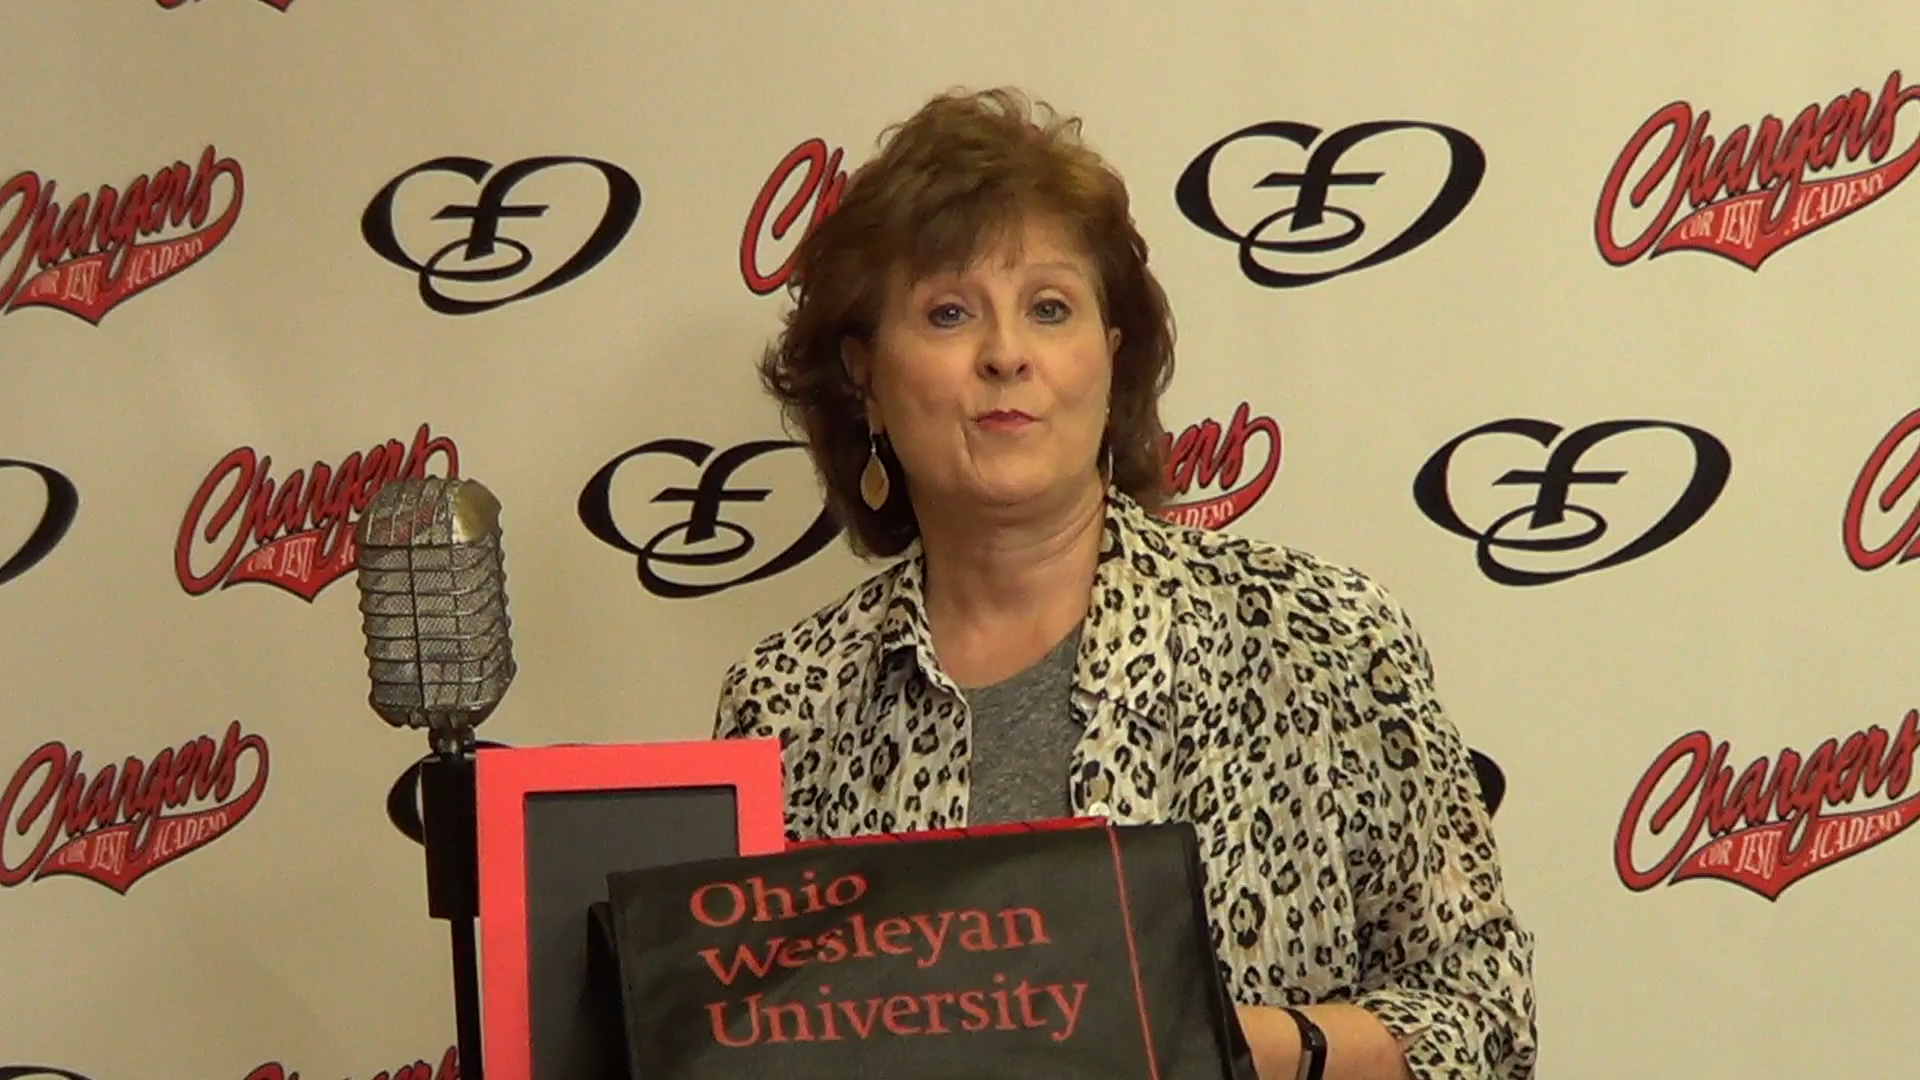 Chargers
COR JESU ACADEMY
Chargers
COR JESU ACADEMY
Chargers
COR JESU
Chargers
COR JESU ACADEMY
Chargers
COR JESU ACADEMY
Ohio
Wesleyan
University